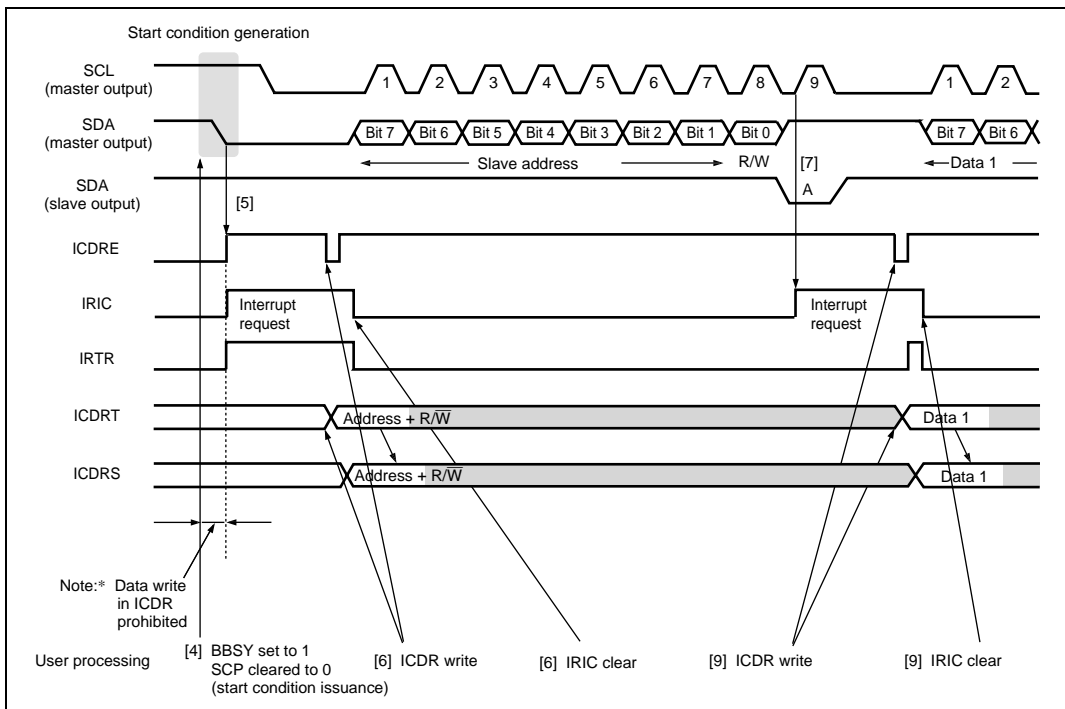 Start condition generation
SCL
(master output)
1 2 3 4 5 6 7 8 9 1 2
SDA
(master output)
Bit 7 Bit 6 Bit 5 Bit 4 Bit 3 Bit 2 Bit 1 Bit 0 Bit 7 Bit 6
Slave address R/W [7] Data 1
SDA
(slave output)
A
[5]
ICDRE
IRIC
Interrupt
request
Interrupt
request
IRTR
ICDRT
Address + R/W̅
Data 1
ICDRS
Address + R/W̅
Data 1
Note:* Data write
in ICDR
prohibited
User processing
[4] BBSY set to 1
SCP cleared to 0
(start condition issuance)
[6] ICDR write
[6] IRIC clear
[9] ICDR write
[9] IRIC clear